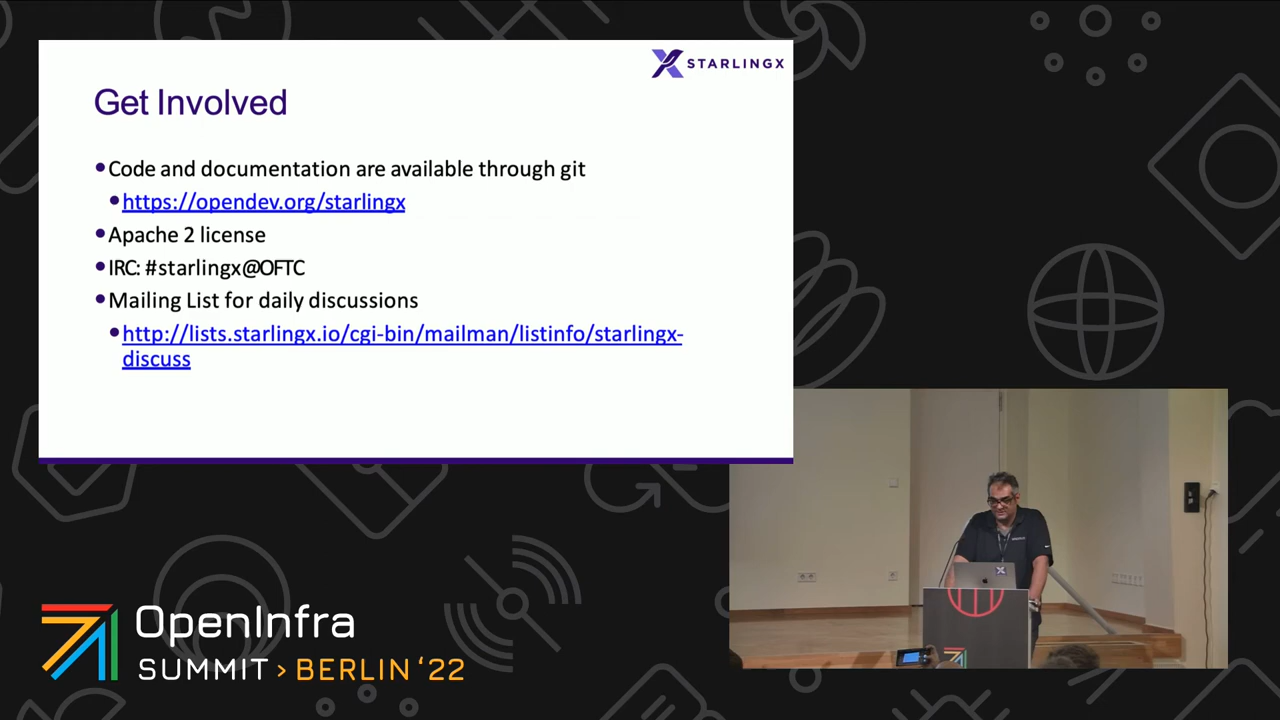 STARLINGX
Get Involved
•Code and documentation are available through git
•https://opendev.org/starlingx
•Apache 2 license
•IRC: #starlingx@OFTC
•Mailing List for daily discussions
•http://lists.starlingx.io/cgi-bin/mailman/listinfo/starlingx-
discuss
OpenInfra
SUMMIT > BERLIN ‘22